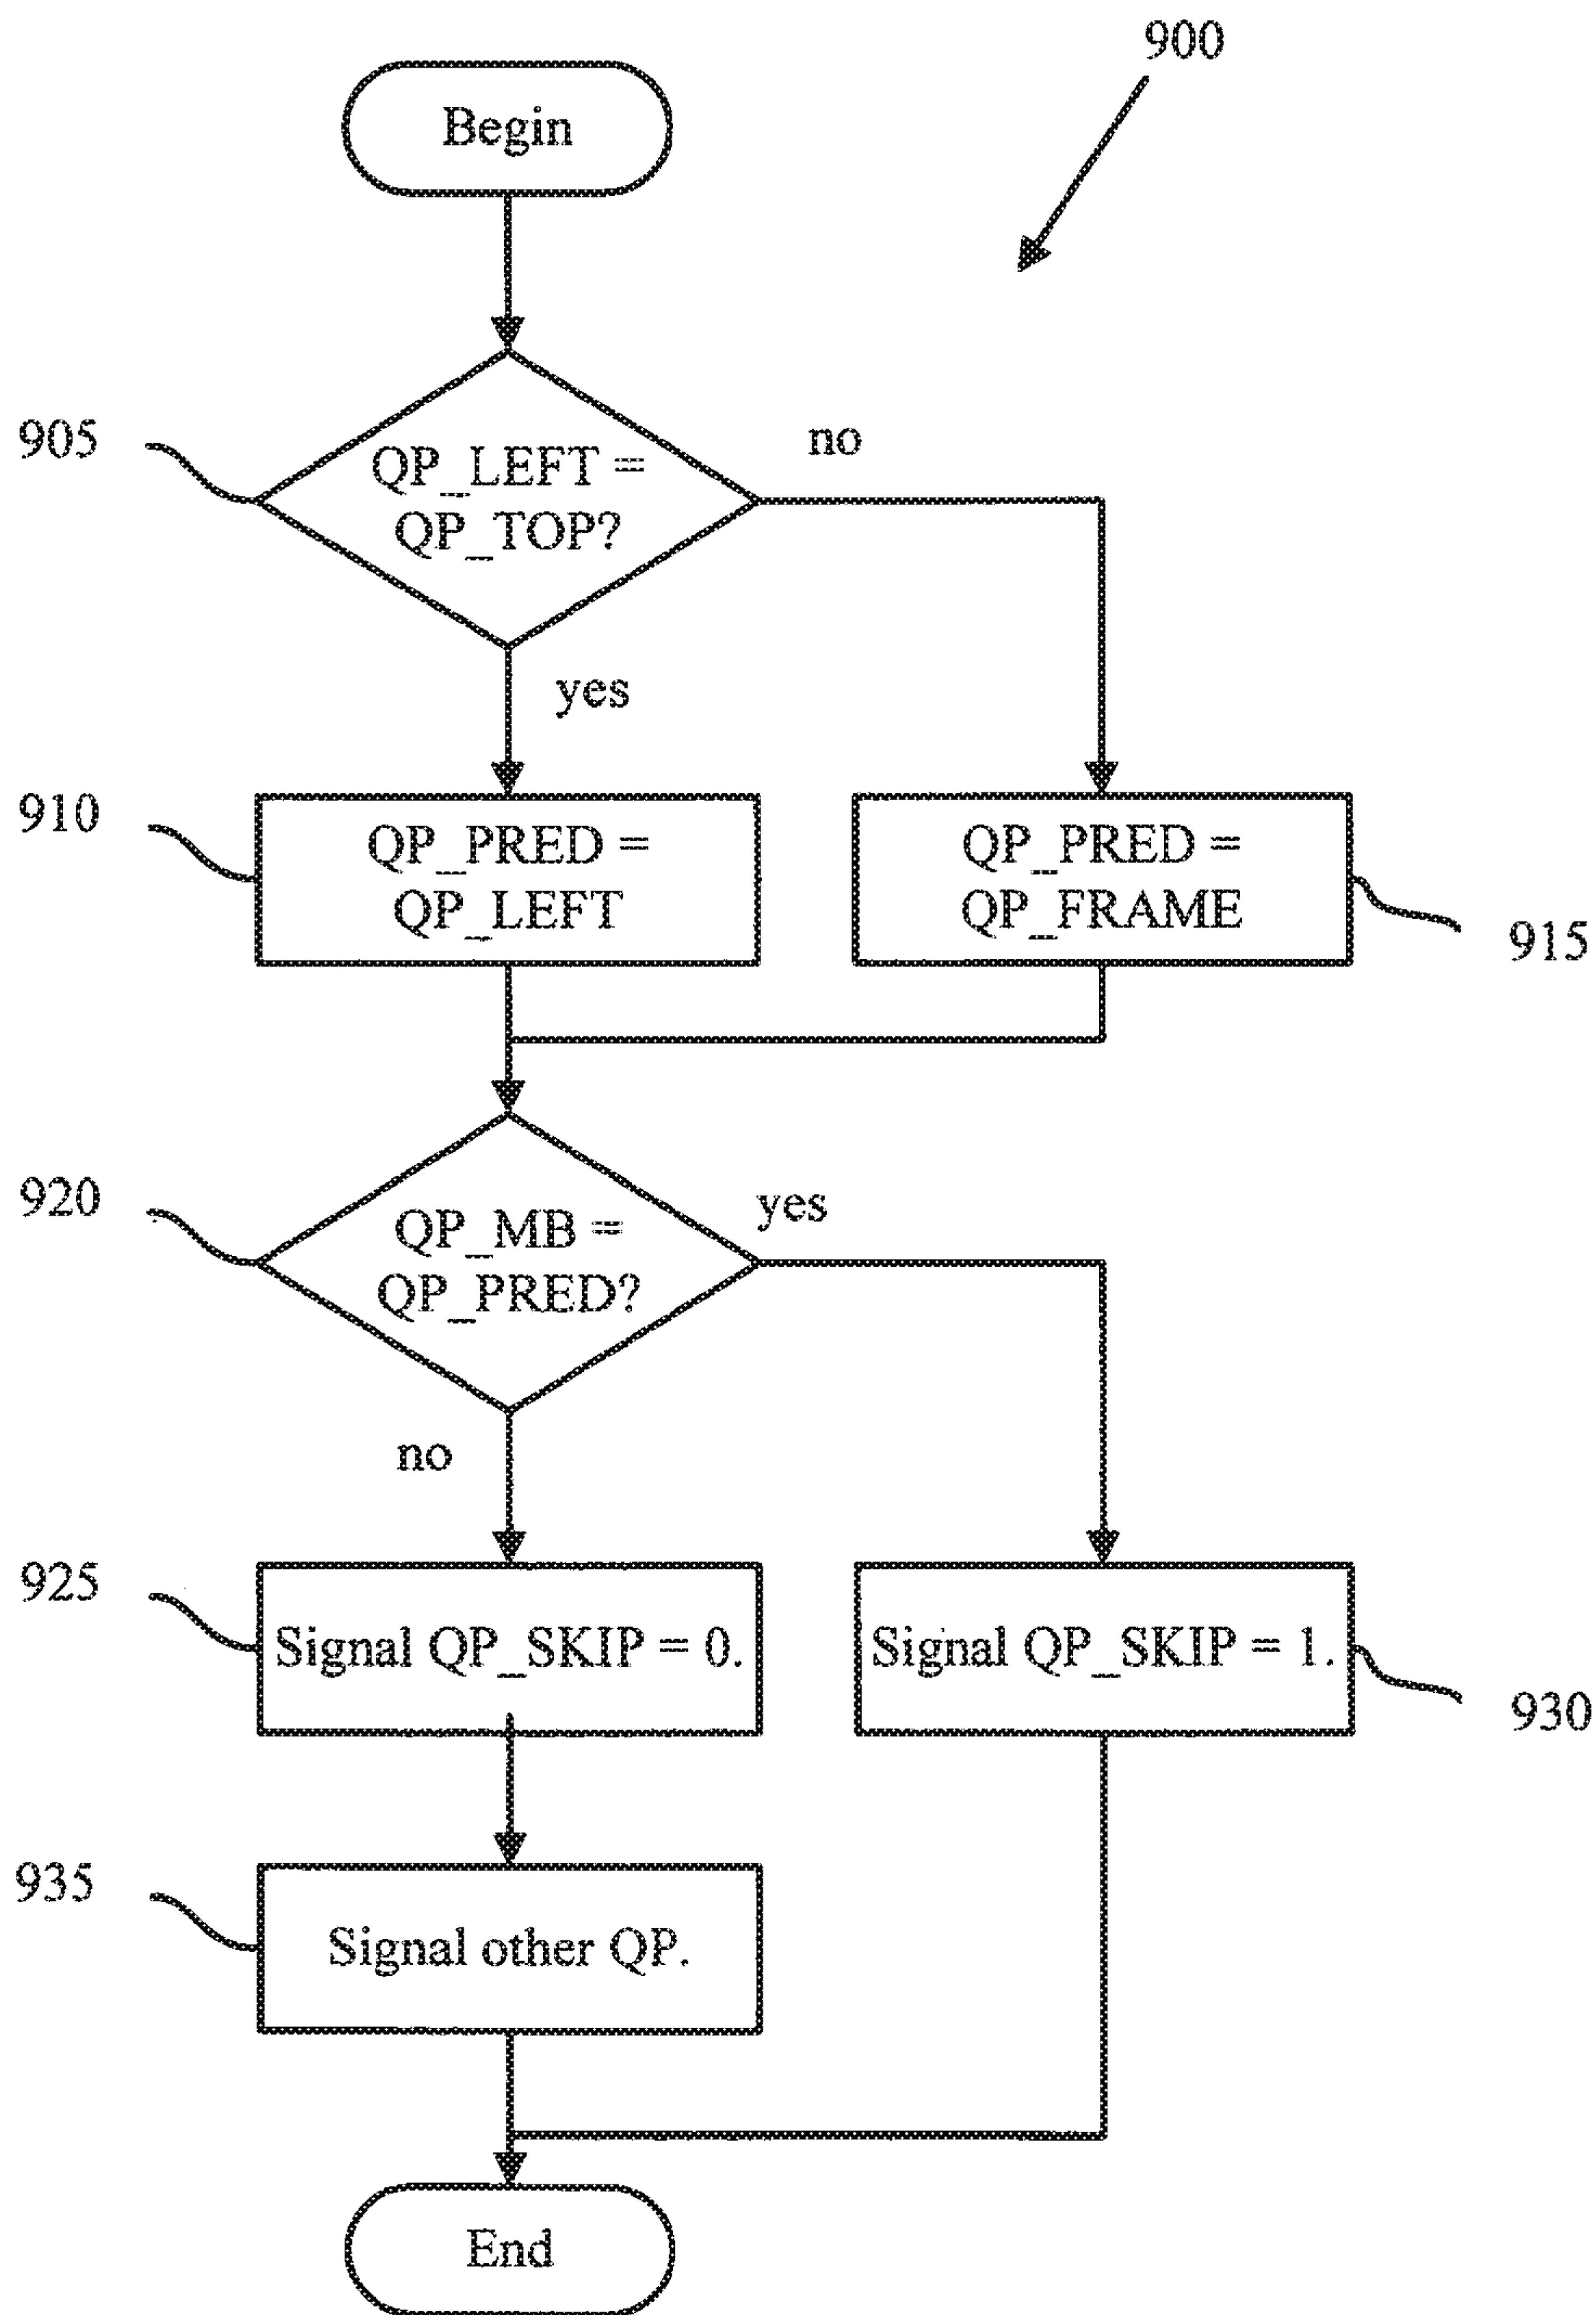 900
Begin
905
QP_LEFT =
QP_TOP?
no
yes
910
QP_PRED =
QP_LEFT
QP_PRED =
QP_FRAME
915
920
QP_MB =
QP_PRED?
yes
no
925
Signal QP_SKIP = 0.
Signal QP_SKIP = 1.
930
935
Signal other QP.
End